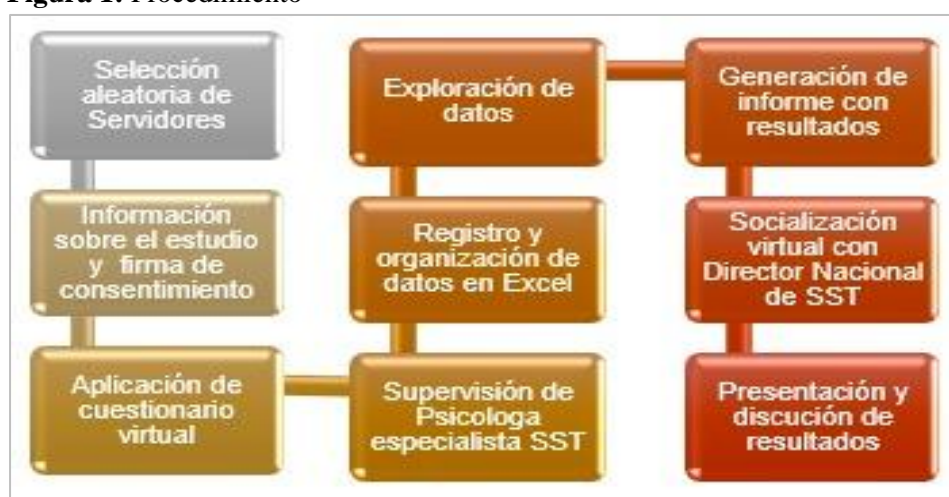 Figura 1. Procedimiento
Selección
aleatoria de
Servidores
Información
sobre el estudio
y firma de
consentimiento
Aplicación de
cuestionario
virtual
Supervisión de
Psicologa
especialista SST
Registro y
organización de
datos en Excel
Exploración de
datos
Generación de
informe con
resultados
Socialización
virtual con
Director Nacional
de SST
Presentación y
discución de
resultados